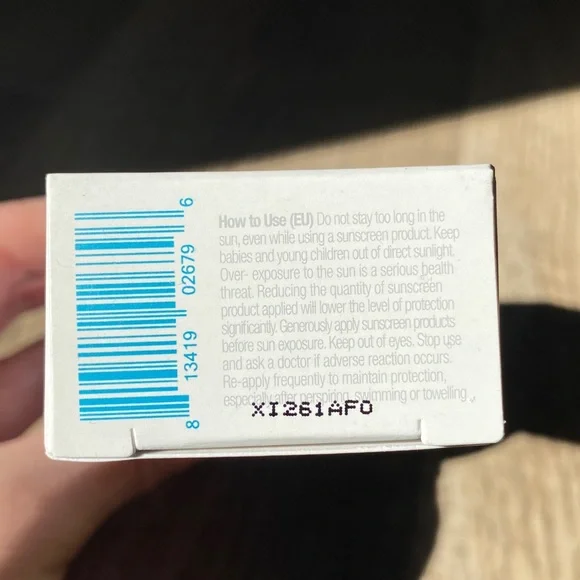 How to Use (EU) Do not stay too long in the
sun, even while using a sunscreen product. Keep
babies and young children out of direct sunlight.
Over- exposure to the sun is a serious health
threat. Reducing the quantity of sunscreen
product applied will lower the level of protection
significantly. Generously apply sunscreen products
before sun exposure. Keep out of eyes. Stop use
and ask a doctor if adverse reaction occurs.
Re-apply frequently to maintain protection,
especially after perspiring, swimming or towelling
XI261AF0
8 13419 02679 6